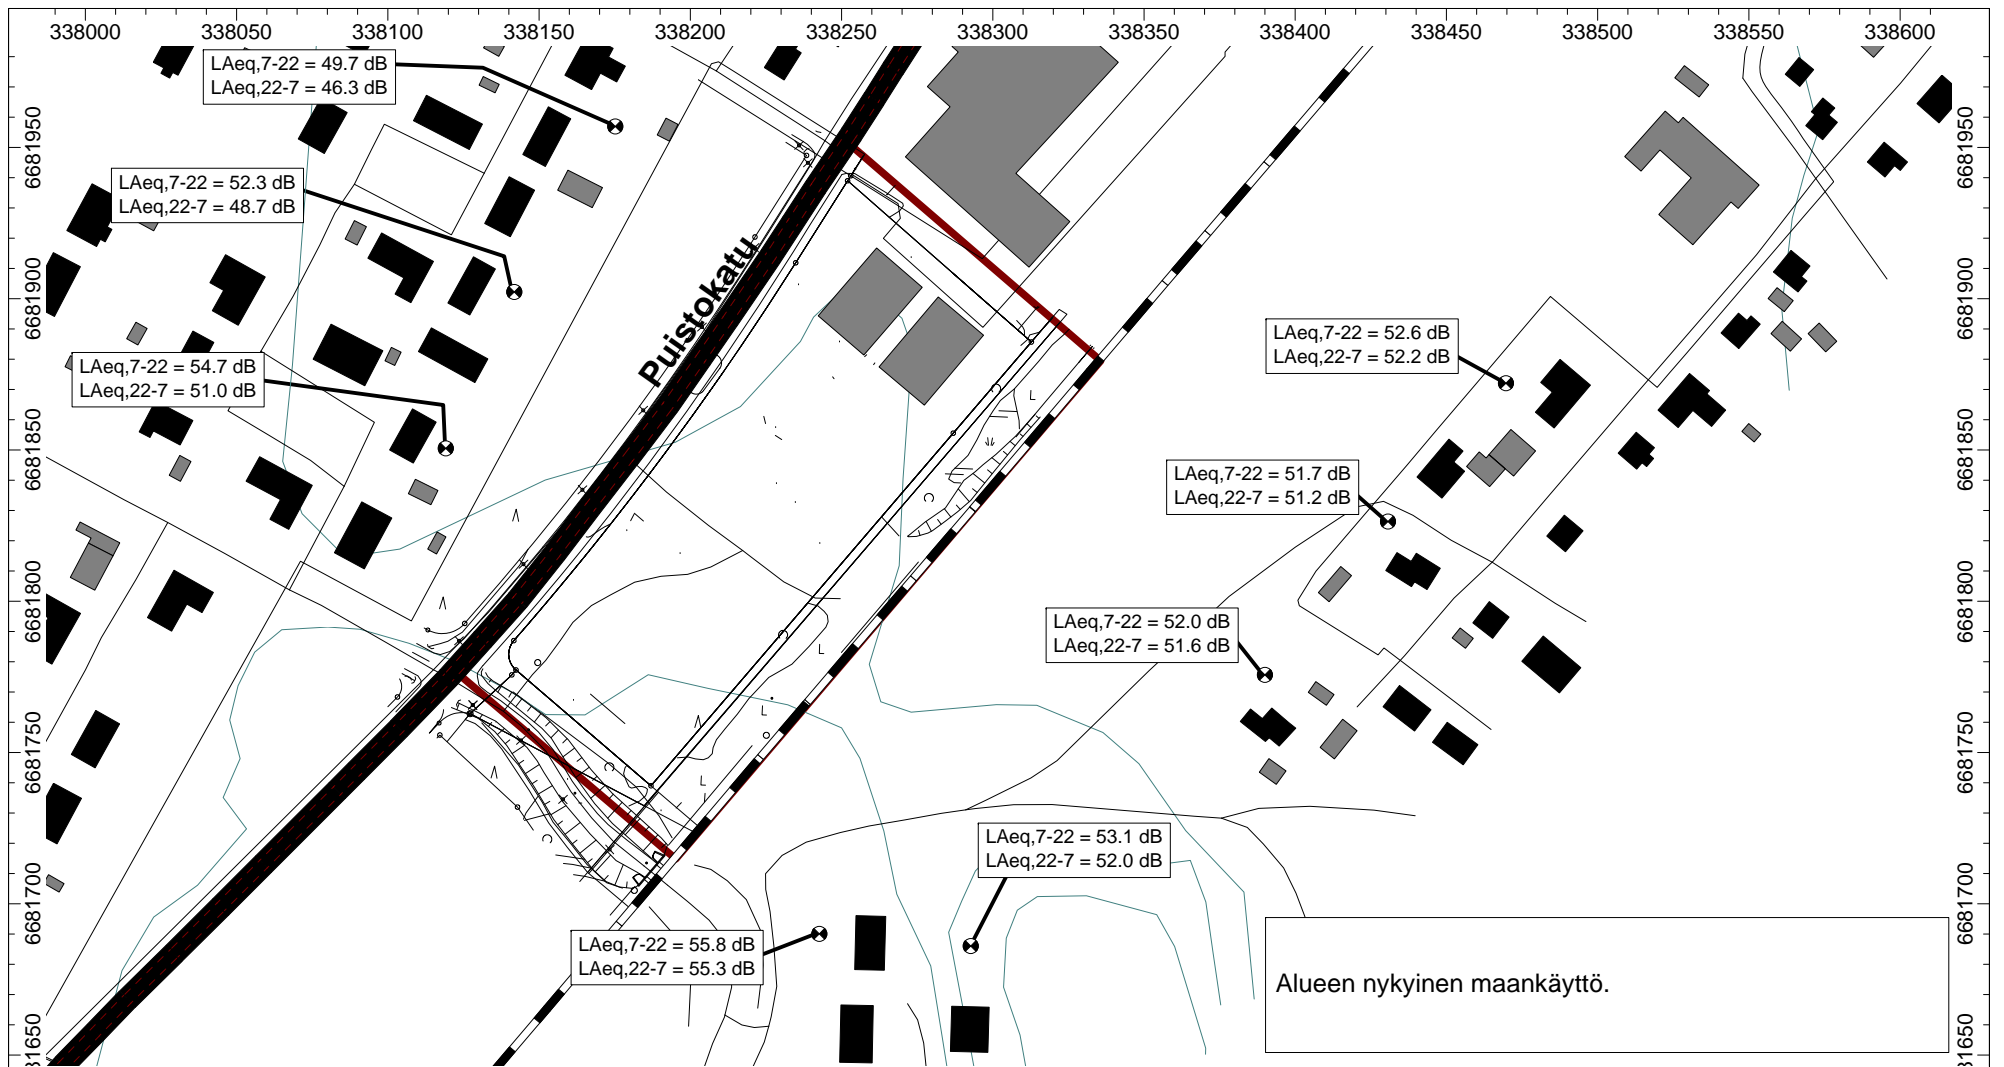 338000 338050 338100 338150 338200 338250 338300 338350 338400 338450 338500 338550 338600
LAeq,7-22 = 49.7 dB
LAeq,22-7 = 46.3 dB
LAeq,7-22 = 52.3 dB
LAeq,22-7 = 48.7 dB
LAeq,7-22 = 54.7 dB
LAeq,22-7 = 51.0 dB
Puistokatu
LAeq,7-22 = 52.6 dB
LAeq,22-7 = 52.2 dB
LAeq,7-22 = 51.7 dB
LAeq,22-7 = 51.2 dB
LAeq,7-22 = 52.0 dB
LAeq,22-7 = 51.6 dB
LAeq,7-22 = 53.1 dB
LAeq,22-7 = 52.0 dB
LAeq,7-22 = 55.8 dB
LAeq,22-7 = 55.3 dB
Alueen nykyinen maankäyttö.
6681950
6681900
6681850
6681800
6681750
6681700
81650
6681950
6681900
6681850
6681800
6681750
6681700
81650